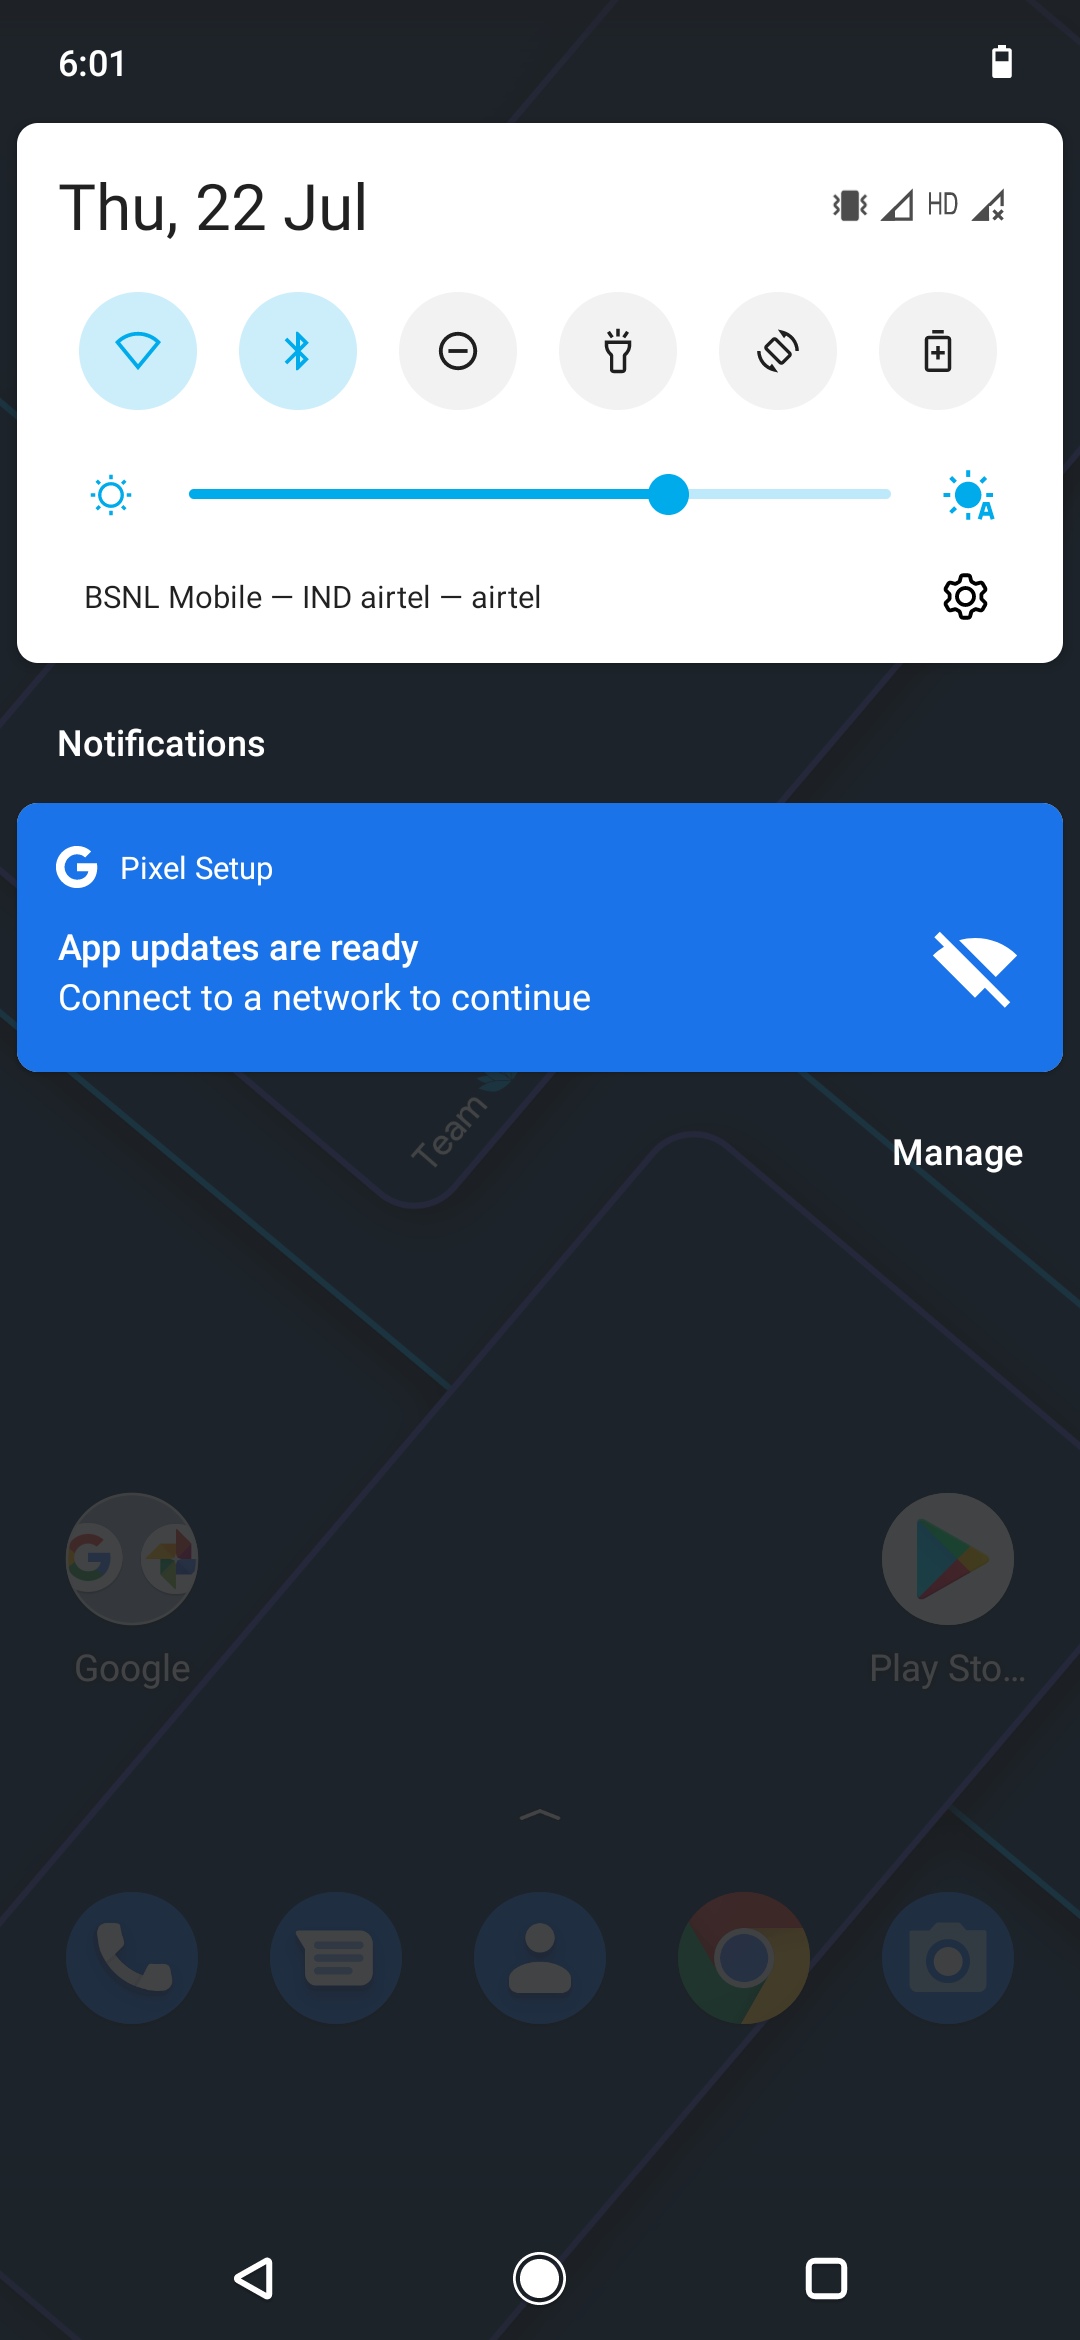 6:01
Thu, 22 Jul
HD
A
BSNL Mobile — IND airtel — airtel
Notifications
G Pixel Setup
App updates are ready
Connect to a network to continue
Team
Manage
Google
Play Sto...